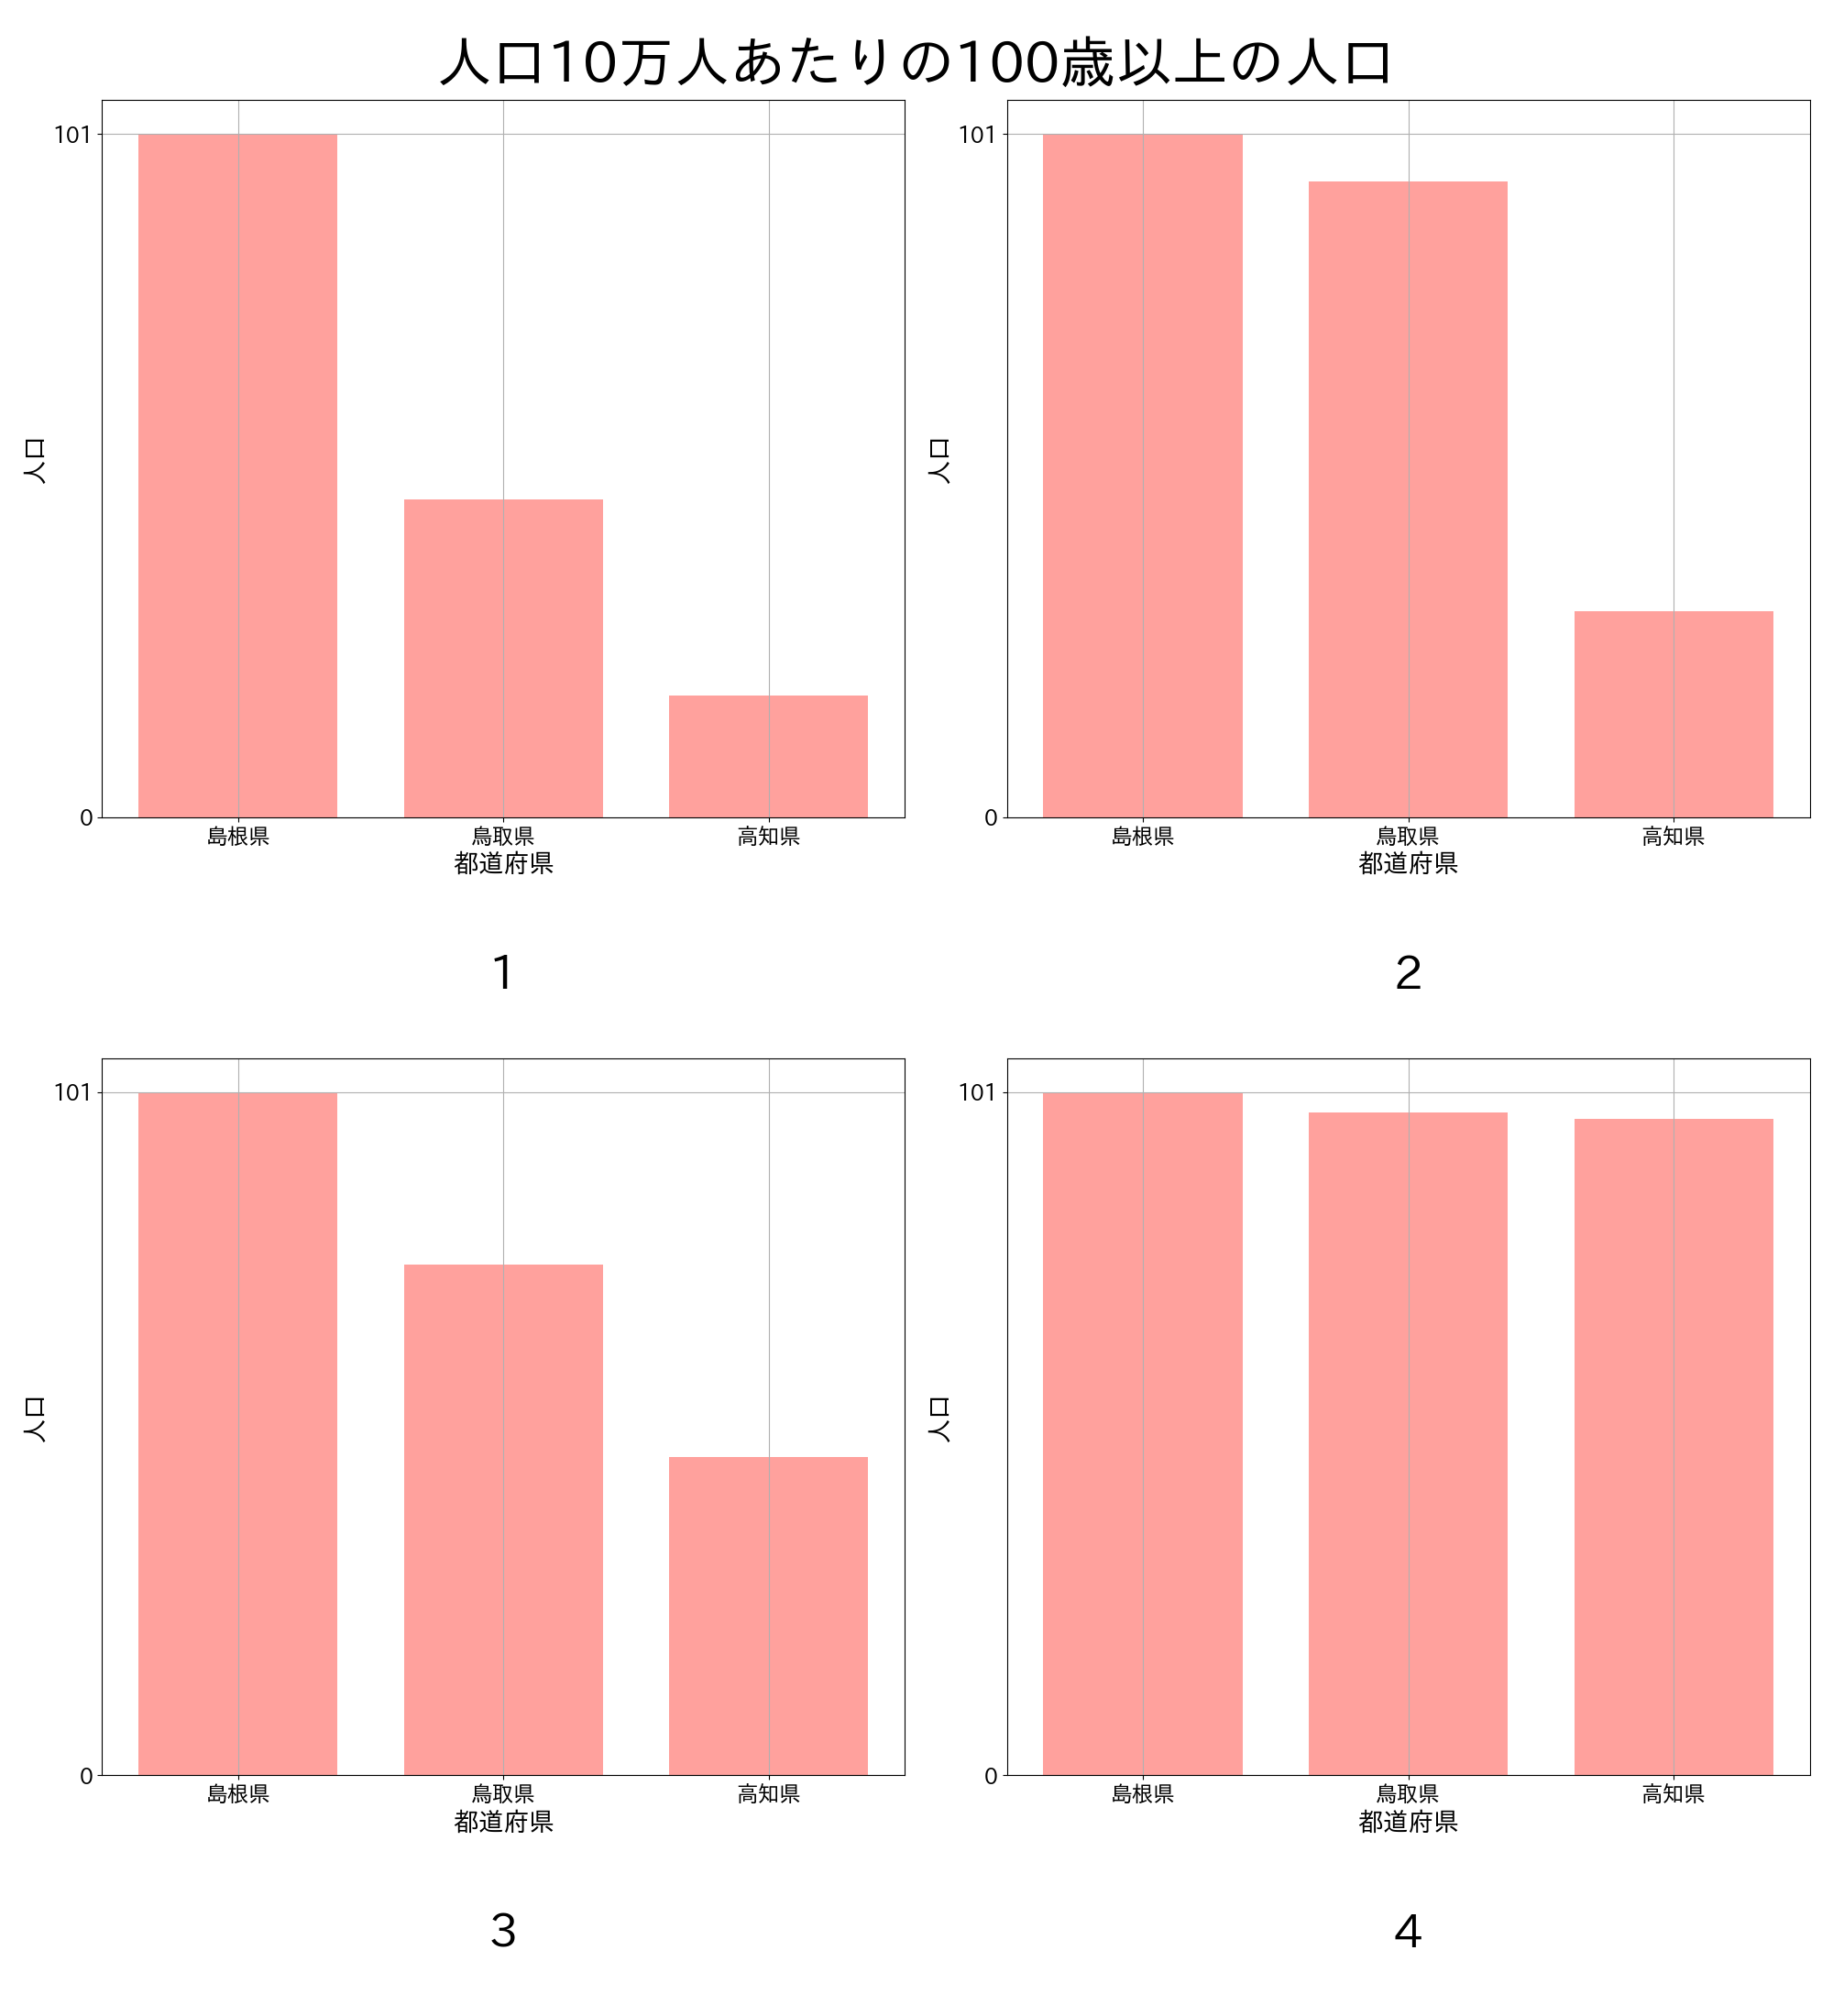 人口10万人あたりの100歳以上の人口
101
人口
0
島根県 鳥取県 高知県
都道府県
1
101
人口
0
島根県 鳥取県 高知県
都道府県
2
101
人口
0
島根県 鳥取県 高知県
都道府県
3
101
人口
0
島根県 鳥取県 高知県
都道府県
4